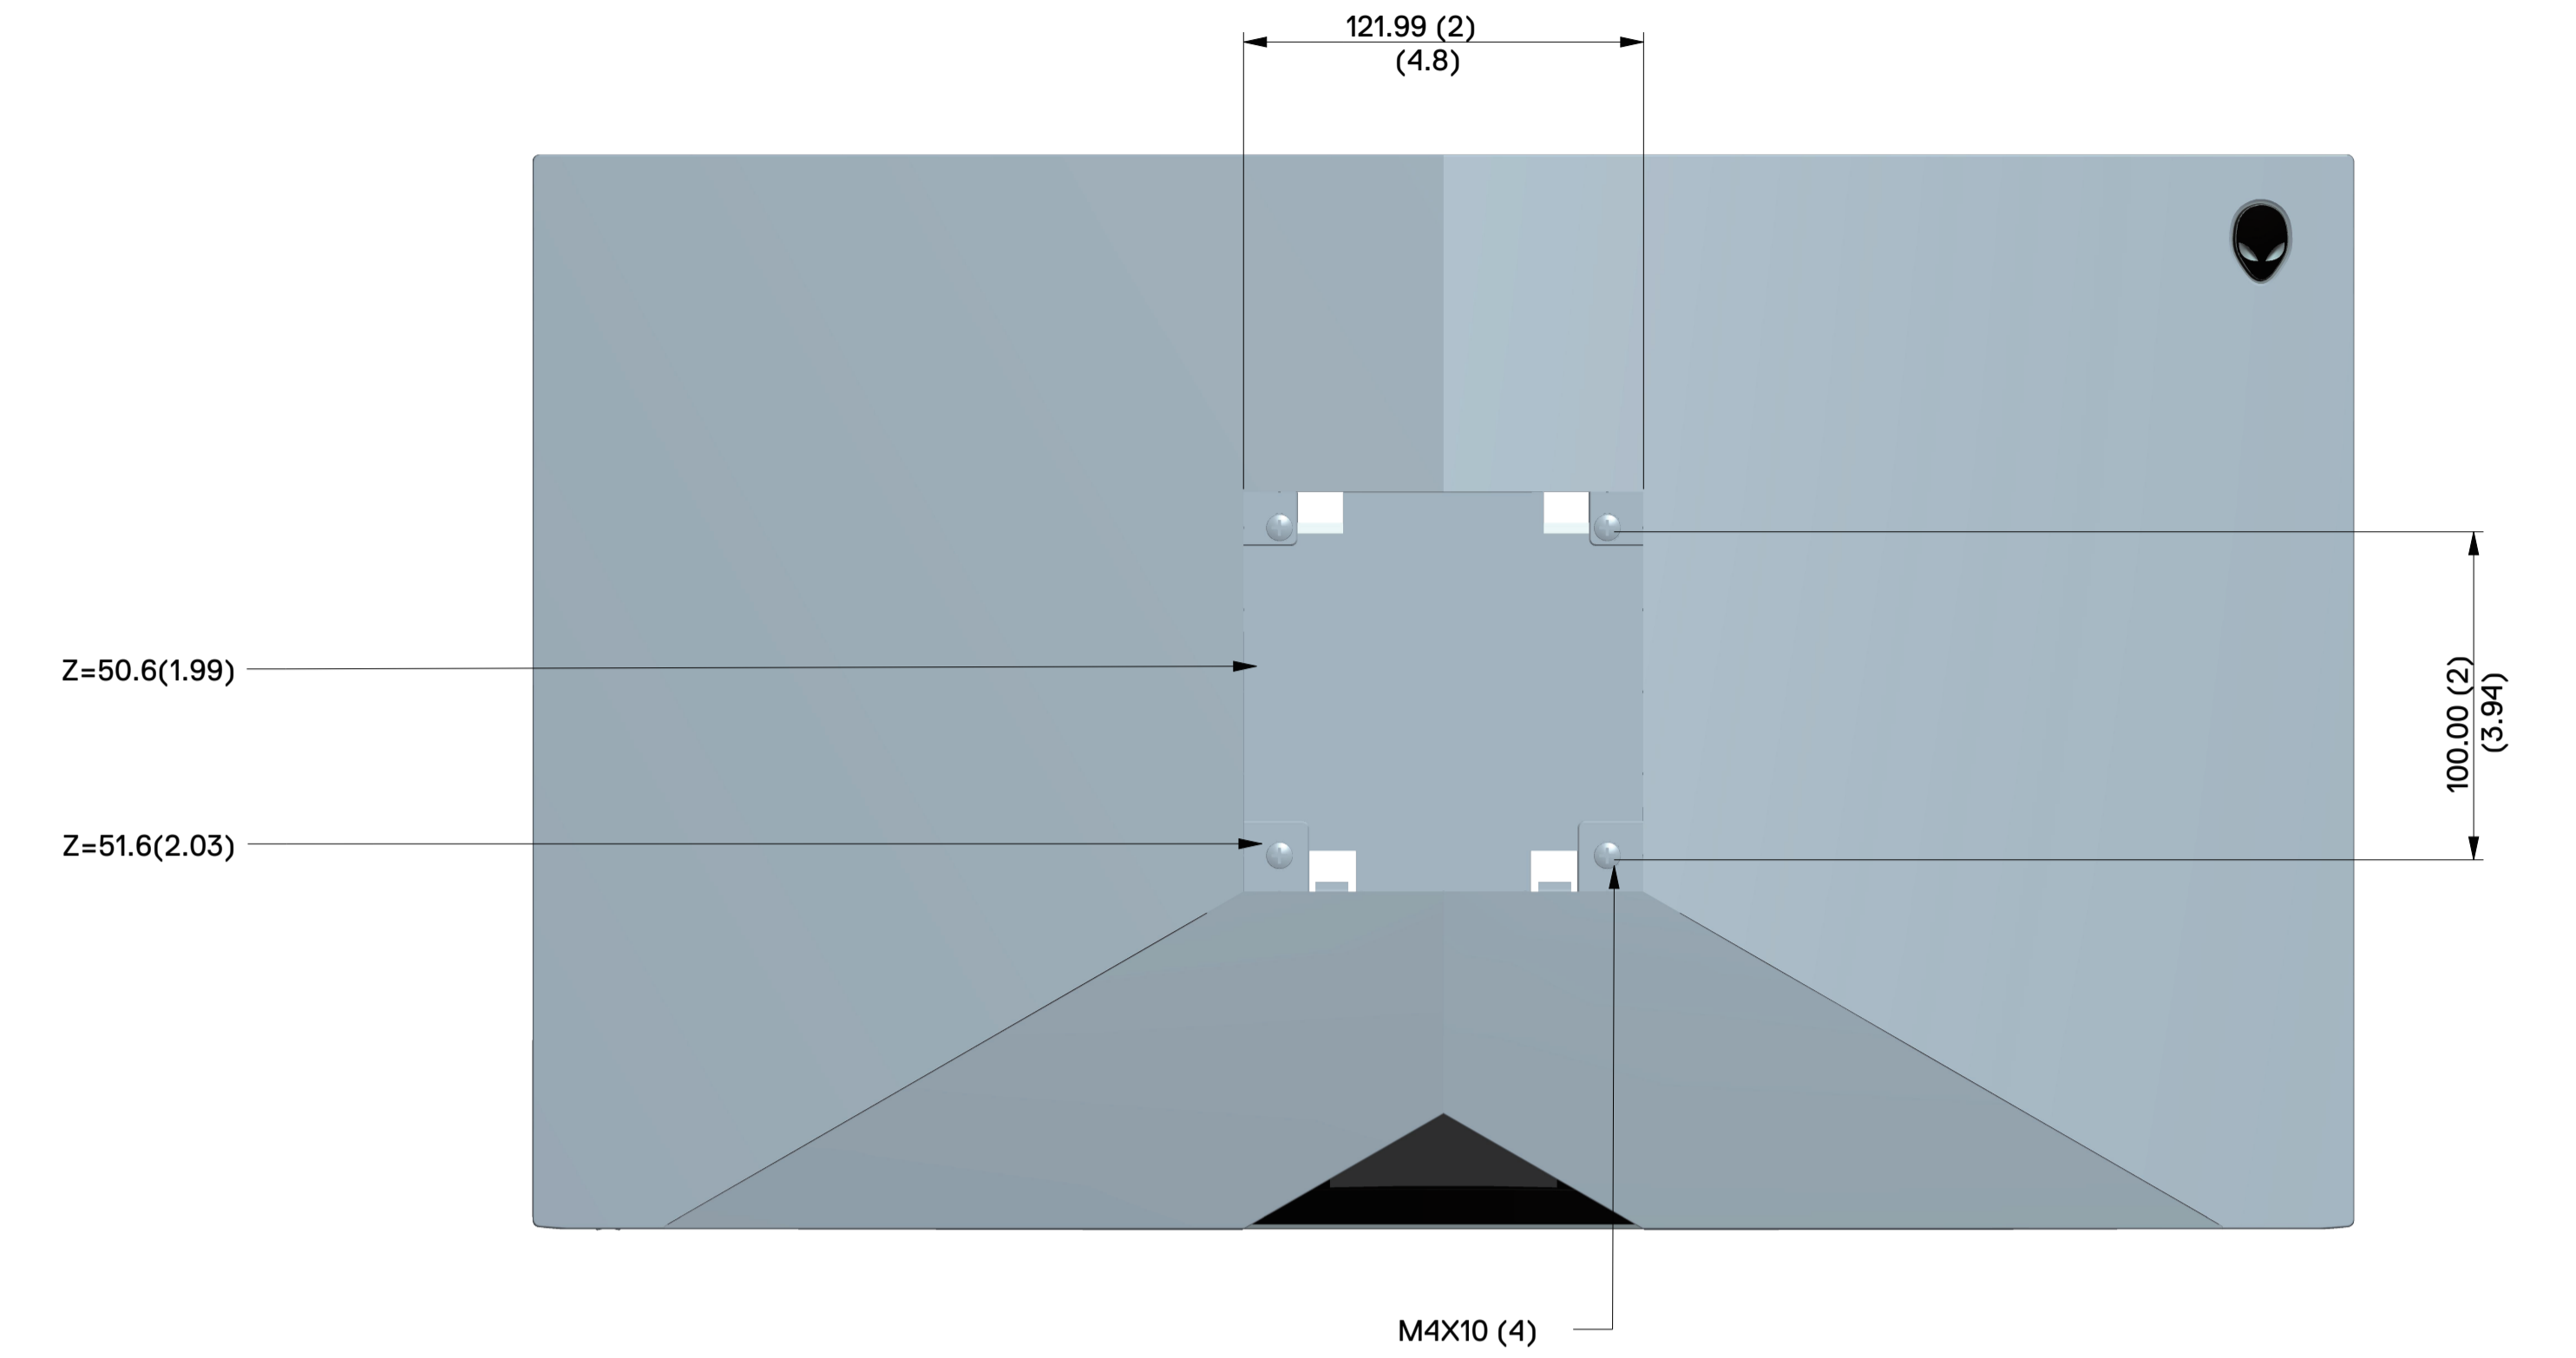 121.99 (2)
(4.8)
Z=50.6(1.99)
100.00 (2)
(3.94)
Z=51.6(2.03)
M4X10 (4)